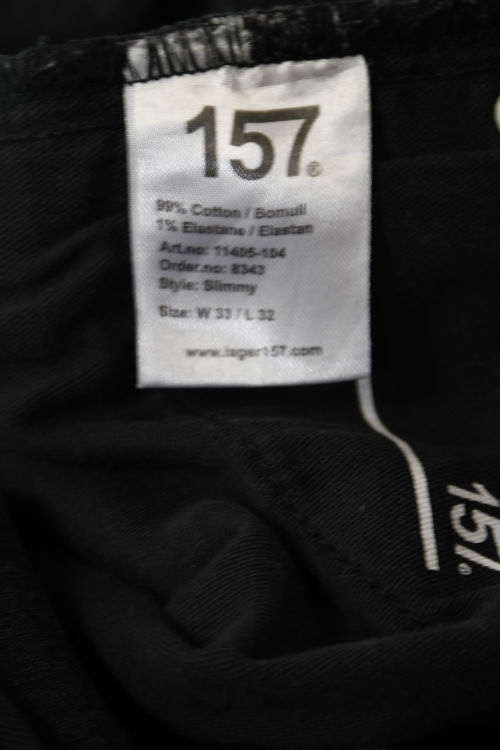 157®
99% Cotton / Bomull
1% Elastane / Elastan
Art.no: 11405-104
Order.no: 8343
Style: Slimmy
Size: W 33 / L 32
www.lager157.com
157®